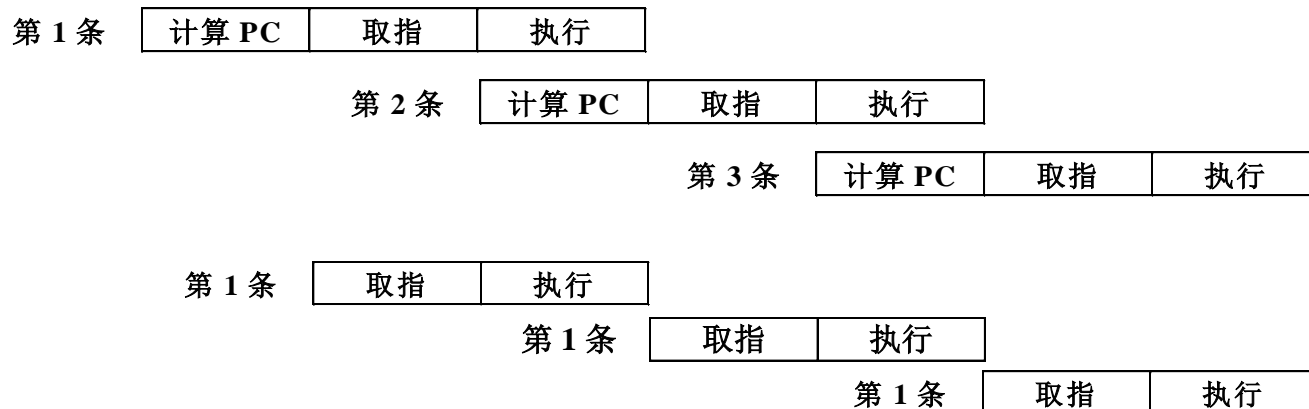 第 1 条 计算 PC 取指 执行
第 2 条 计算 PC 取指 执行
第 3 条 计算 PC 取指 执行
第 1 条 取指 执行
第 1 条 取指 执行
第 1 条 取指 执行